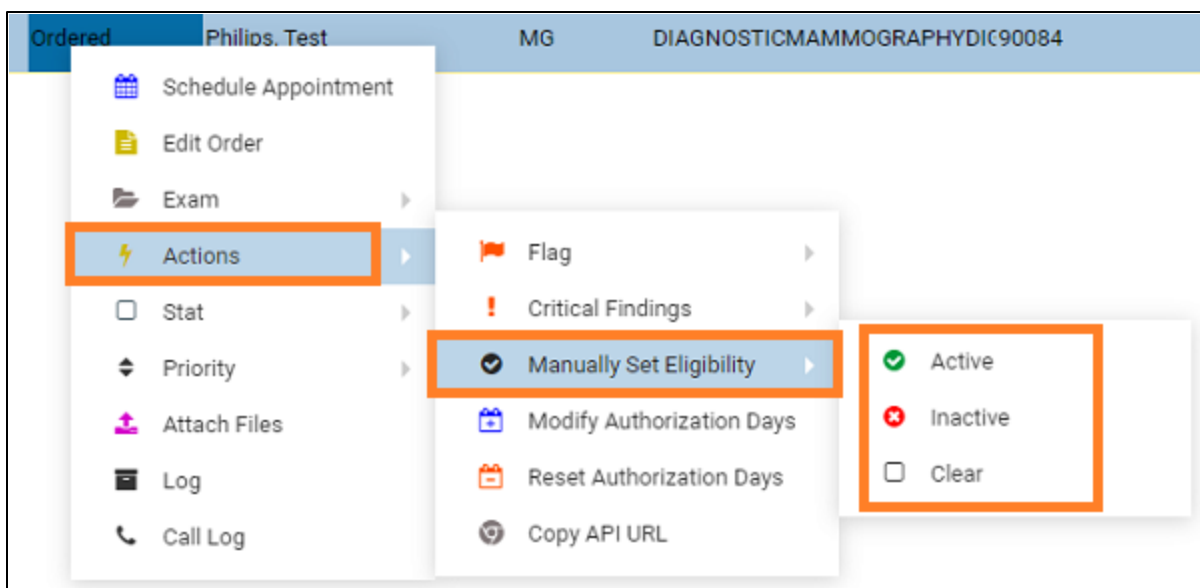 Ordered Philips, Test MG DIAGNOSTICMAMMOGRAPHYDIC90084
Schedule Appointment
Edit Order
Exam
Actions
Stat
Priority
Attach Files
Log
Call Log
Flag
Critical Findings
Manually Set Eligibility
Modify Authorization Days
Reset Authorization Days
Copy API URL
Active
Inactive
Clear